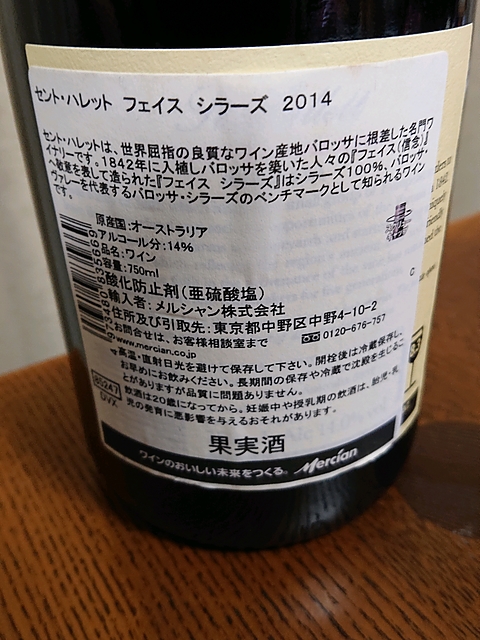 セント・ハレット フェイス シラーズ 2014
セント・ハレットは、世界屈指の良質なワイン産地バロッサに根差した名門ワ
イナリーです。1842年に入植しバロッサを築いた人々の『フェイス(信念)』
へ敬意を表して造られた『フェイス シラーズ』はシラーズ100%、バロッサ・
ヴァレーを代表するバロッサ・シラーズのベンチマークとして知られるワイン
です。
原産国:オーストラリア
アルコール分:14%
品名:ワイン
容量:750ml
酸化防止剤(亜硫酸塩)
輸入者:メルシャン株式会社
住所及び引取先:東京都中野区中野4-10-2
お問合せは、お客様相談室まで 0120-676-757
www.mercian.co.jp
高温・直射日光を避けて保存して下さい。開栓後は冷蔵保存し、
お早めにお飲みください。長期間の保存や冷蔵で沈殿を生じるこ
とがありますが品質に問題ありません。
飲酒は20歳になってから。妊娠中や授乳期の飲酒は、胎児・乳
児の発育に悪影響を与えるおそれがあります。
85247
DVX
果実酒
ワインのおいしい未来をつくる。 Mercian